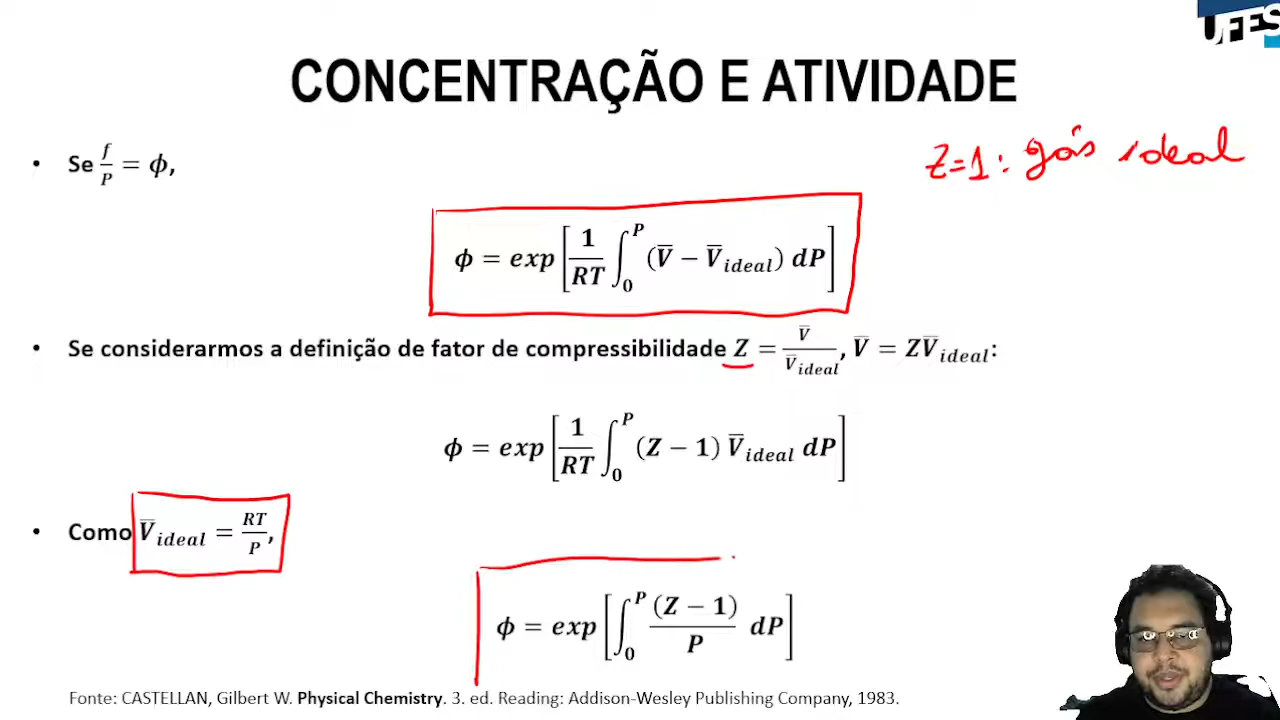 UFES
CONCENTRAÇÃO E ATIVIDADE
• Se f/P = ϕ,
Z=1: gás ideal
ϕ = exp[1/RT ∫₀ᴾ (V̅ − V̅ideal) dP]
• Se considerarmos a definição de fator de compressibilidade Z = V̅/V̅ideal, V̅ = ZV̅ideal:
ϕ = exp[1/RT ∫₀ᴾ (Z − 1) V̅ideal dP]
• Como V̅ideal = RT/P,
ϕ = exp[∫₀ᴾ (Z − 1)/P dP]
Fonte: CASTELLAN, Gilbert W. Physical Chemistry. 3. ed. Reading: Addison-Wesley Publishing Company, 1983.